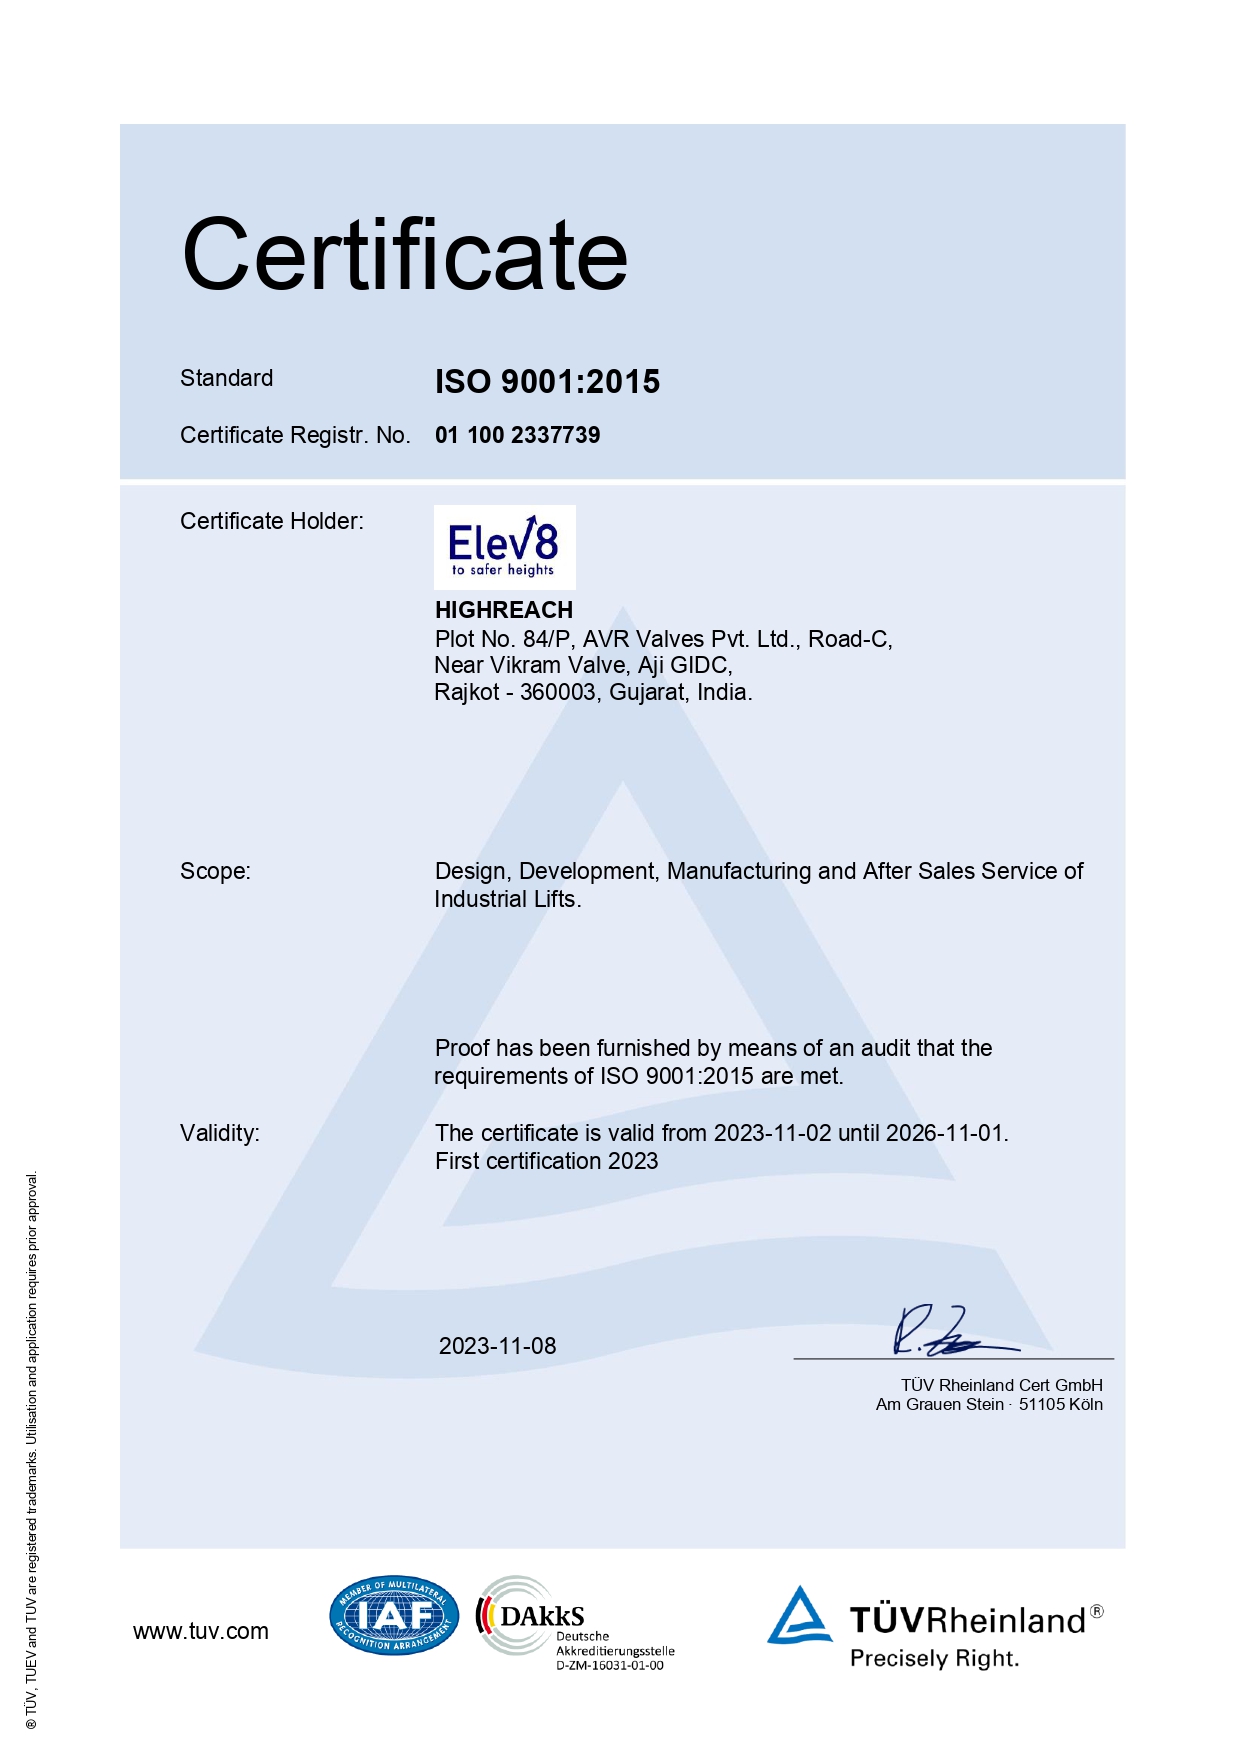 Certificate
Standard ISO 9001:2015
Certificate Registr. No. 01 100 2337739
Certificate Holder:
Elev8
to safer heights
HIGHREACH
Plot No. 84/P, AVR Valves Pvt. Ltd., Road-C,
Near Vikram Valve, Aji GIDC,
Rajkot - 360003, Gujarat, India.
Scope: Design, Development, Manufacturing and After Sales Service of
Industrial Lifts.
Proof has been furnished by means of an audit that the
requirements of ISO 9001:2015 are met.
Validity: The certificate is valid from 2023-11-02 until 2026-11-01.
First certification 2023
2023-11-08
TÜV Rheinland Cert GmbH
Am Grauen Stein · 51105 Köln
® TÜV, TUEV and TUV are registered trademarks. Utilisation and application requires prior approval.
www.tuv.com
MEMBER OF MULTILATERAL
IAF
RECOGNITION ARRANGEMENT
DAkkS
Deutsche
Akkreditierungsstelle
D-ZM-16031-01-00
TÜVRheinland®
Precisely Right.